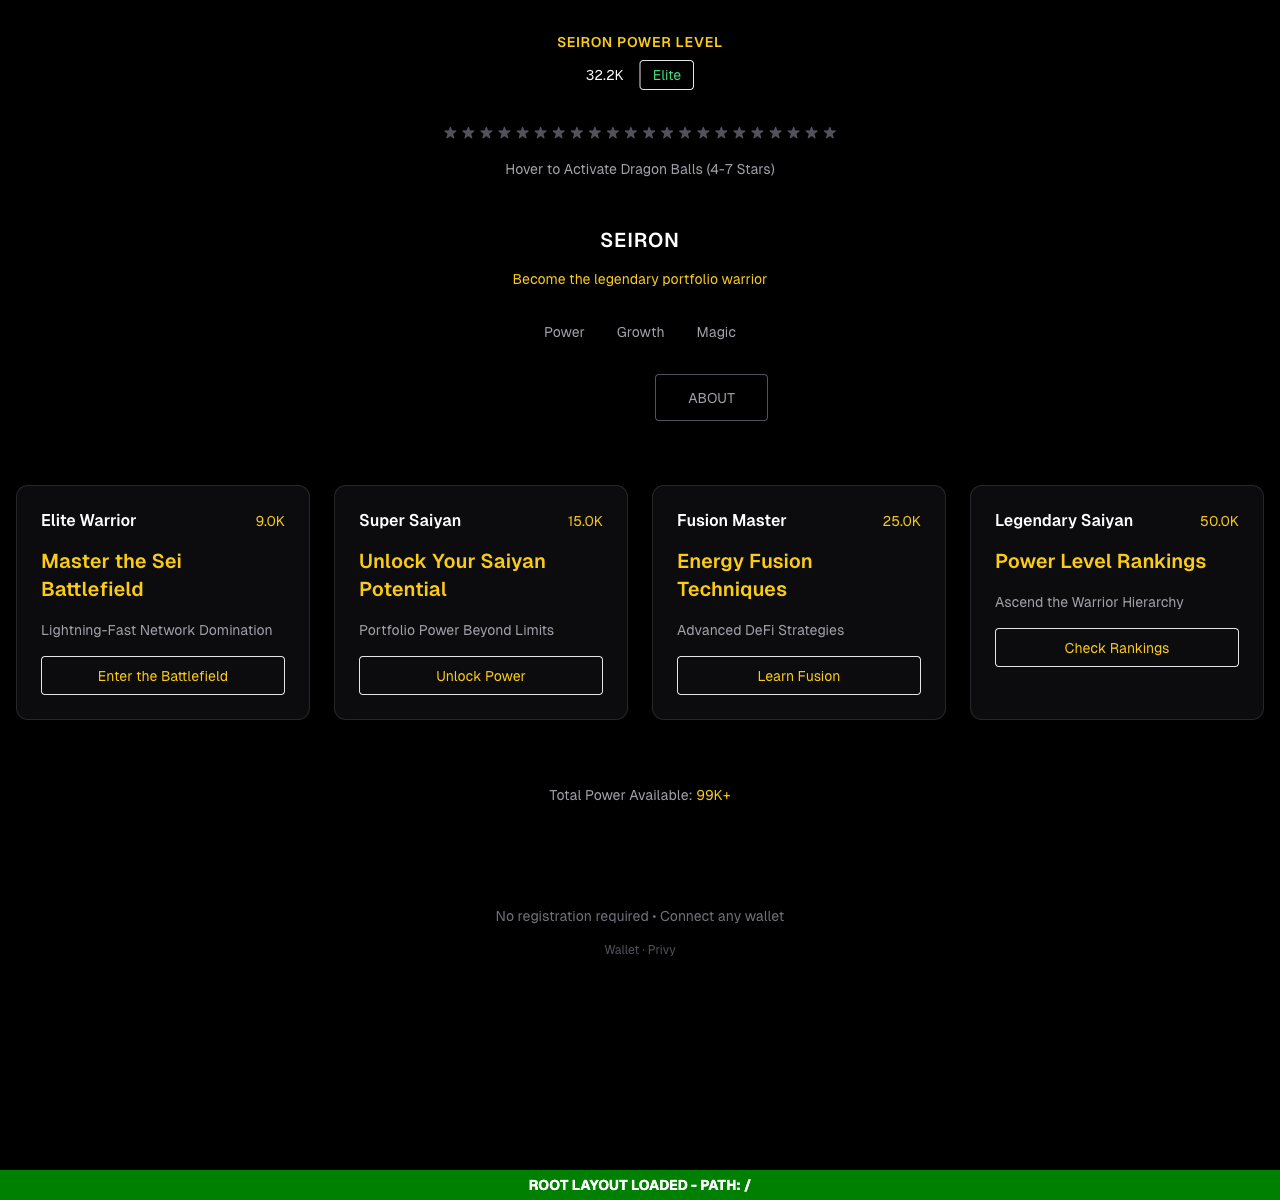 SEIRON POWER LEVEL
32.2K Elite
Hover to Activate Dragon Balls (4-7 Stars)
SEIRON
Become the legendary portfolio warrior
Power Growth Magic
ABOUT
Elite Warrior 9.0K
Master the Sei
Battlefield
Lightning-Fast Network Domination
Enter the Battlefield
Super Saiyan 15.0K
Unlock Your Saiyan
Potential
Portfolio Power Beyond Limits
Unlock Power
Fusion Master 25.0K
Energy Fusion
Techniques
Advanced DeFi Strategies
Learn Fusion
Legendary Saiyan 50.0K
Power Level Rankings
Ascend the Warrior Hierarchy
Check Rankings
Total Power Available: 99K+
No registration required • Connect any wallet
Wallet · Privy
ROOT LAYOUT LOADED - PATH: /